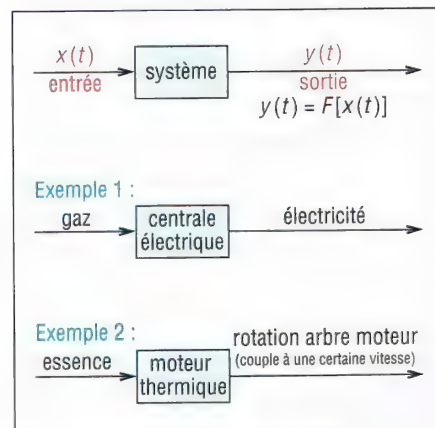 x(t)
entrée
système
y(t)
sortie
y(t) = F[x(t)]
Exemple 1 :
gaz
centrale
électrique
électricité
Exemple 2 :
essence
moteur
thermique
rotation arbre moteur
(couple à une certaine vitesse)